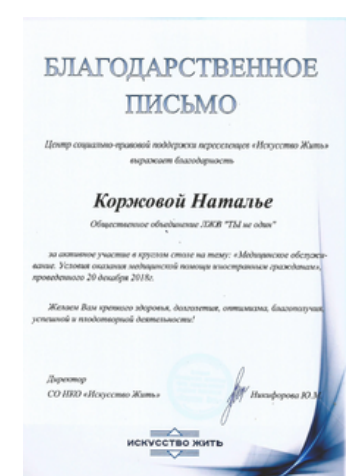 БЛАГОДАРСТВЕННОЕ
ПИСЬМО
Центр социально-правовой поддержки переселенцев «Искусство Жить»
выражает благодарность
Коржовой Наталье
Общественное объединение ЛЖВ "ТЫ не один"
за активное участие в круглом столе на тему: «Медицинское обслужи-
вание. Условия оказания медицинской помощи иностранным гражданам»,
проведенного 20 декабря 2018г.
Желаем Вам крепкого здоровья, долголетия, оптимизма, благополучия,
успешной и плодотворной деятельности!
Директор
СО НКО «Искусство Жить»
Никифорова Ю.М.
ИСКУССТВО ЖИТЬ